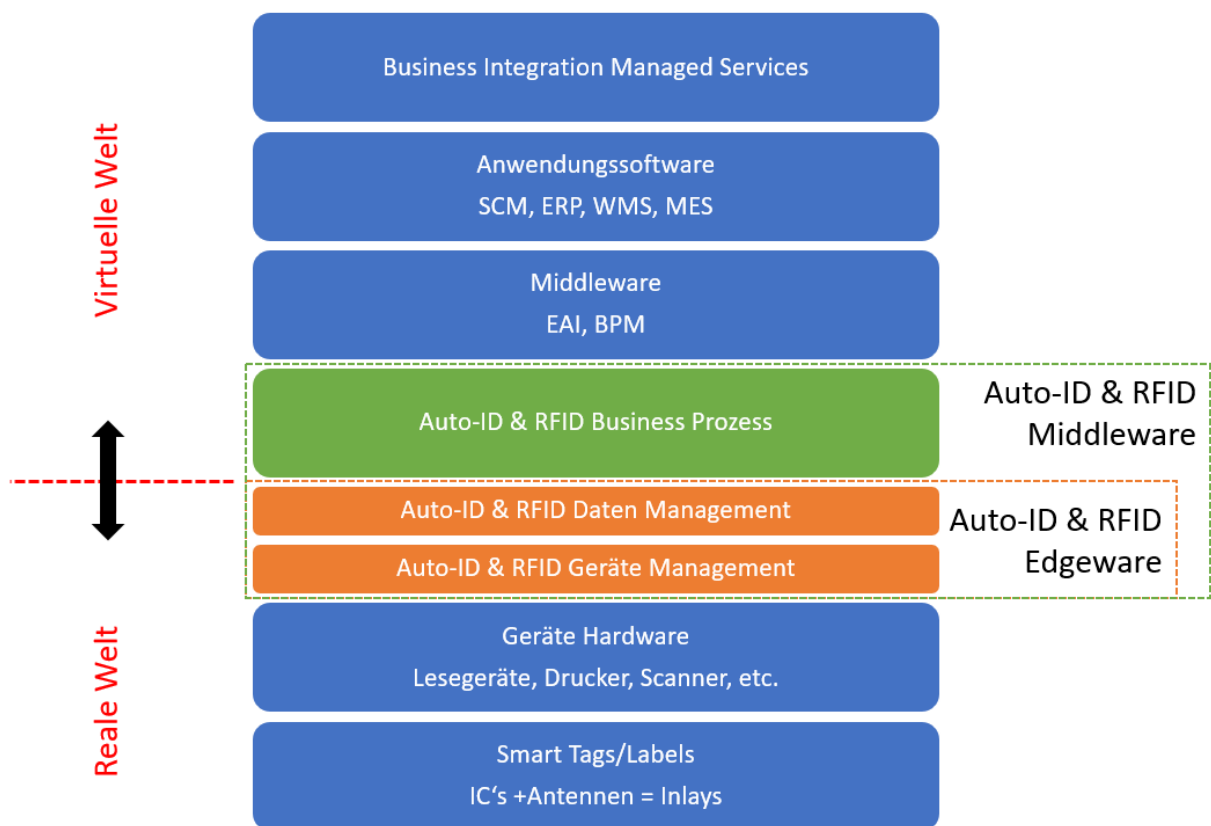 Business Integration Managed Services
Virtuelle Welt
Anwendungssoftware
SCM, ERP, WMS, MES
Middleware
EAI, BPM
Auto-ID & RFID Business Prozess
Auto-ID & RFID
Middleware
Auto-ID & RFID Daten Management
Auto-ID & RFID Geräte Management
Auto-ID & RFID
Edgeware
Reale Welt
Geräte Hardware
Lesegeräte, Drucker, Scanner, etc.
Smart Tags/Labels
IC‘s +Antennen = Inlays